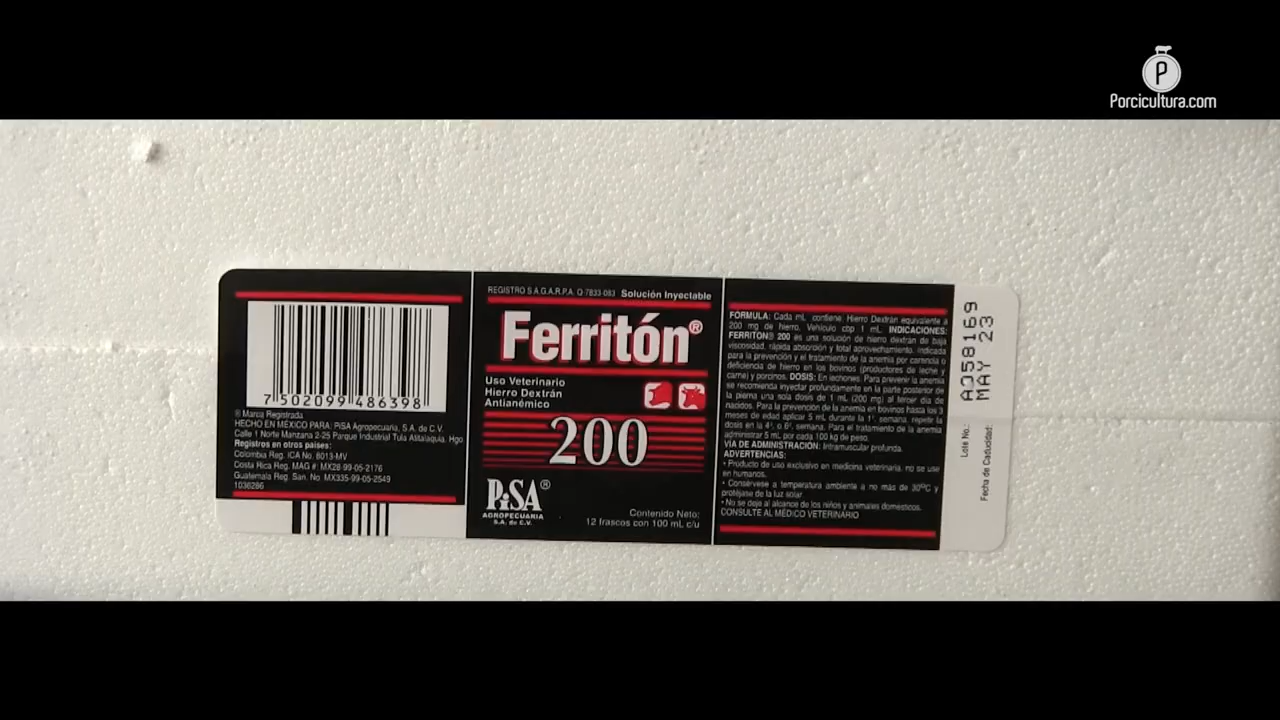 P
Porcicultura.com
7 502099 486398
® Marca Registrada
HECHO EN MÉXICO PARA: PiSA Agropecuaria, S.A. de C.V.
Calle 1 Norte Manzana 2-25 Parque Industrial Tula Atitalaquia, Hgo
Registros en otros países:
Colombia Reg. ICA No. 6013-MV
Costa Rica Reg. MAG #: MX28-99-05-2176
Guatemala Reg. San. No MX335-99-05-2549
1036286
REGISTRO S.A.G.A.R.P.A. Q-7833-083 Solución Inyectable
Ferritón®
Uso Veterinario
Hierro Dextrán
Antianémico
200
PiSA®
AGROPECUARIA
S.A. de C.V.
Contenido Neto:
12 frascos con 100 mL c/u
FORMULA: Cada mL contiene Hierro Dextrán equivalente a
200 mg de hierro. Vehículo cbp 1 mL. INDICACIONES:
FERRITON® 200 es una solución de hierro dextran de baja
viscosidad, rápida absorción y total aprovechamiento. Indicada
para la prevención y el tratamiento de la anemia por carencia o
deficiencia de hierro en los bovinos (productores de leche y
carne) y porcinos. DOSIS: En lechones: Para prevenir la anemia
se recomienda inyectar profundamente en la parte posterior de
la pierna una sola dosis de 1 mL (200 mg) al tercer día de
nacidos. Para la prevención de la anemia en bovinos hasta los 3
meses de edad aplicar 5 mL durante la 1ª. semana, repetir la
dosis en la 4ª. o 6ª. semana. Para el tratamiento de la anemia
administrar 5 mL por cada 100 kg de peso.
VIA DE ADMINISTRACIÓN: Intramuscular profunda.
ADVERTENCIAS:
• Producto de uso exclusivo en medicina veterinaria, no se use
en humanos.
• Consérvese a temperatura ambiente a no más de 30ºC y
protéjase de la luz solar.
• No se deja al alcance de los niños y animales domésticos.
CONSULTE AL MÉDICO VETERINARIO
Lote No.: A058169
Fecha de Caducidad: MAY 23